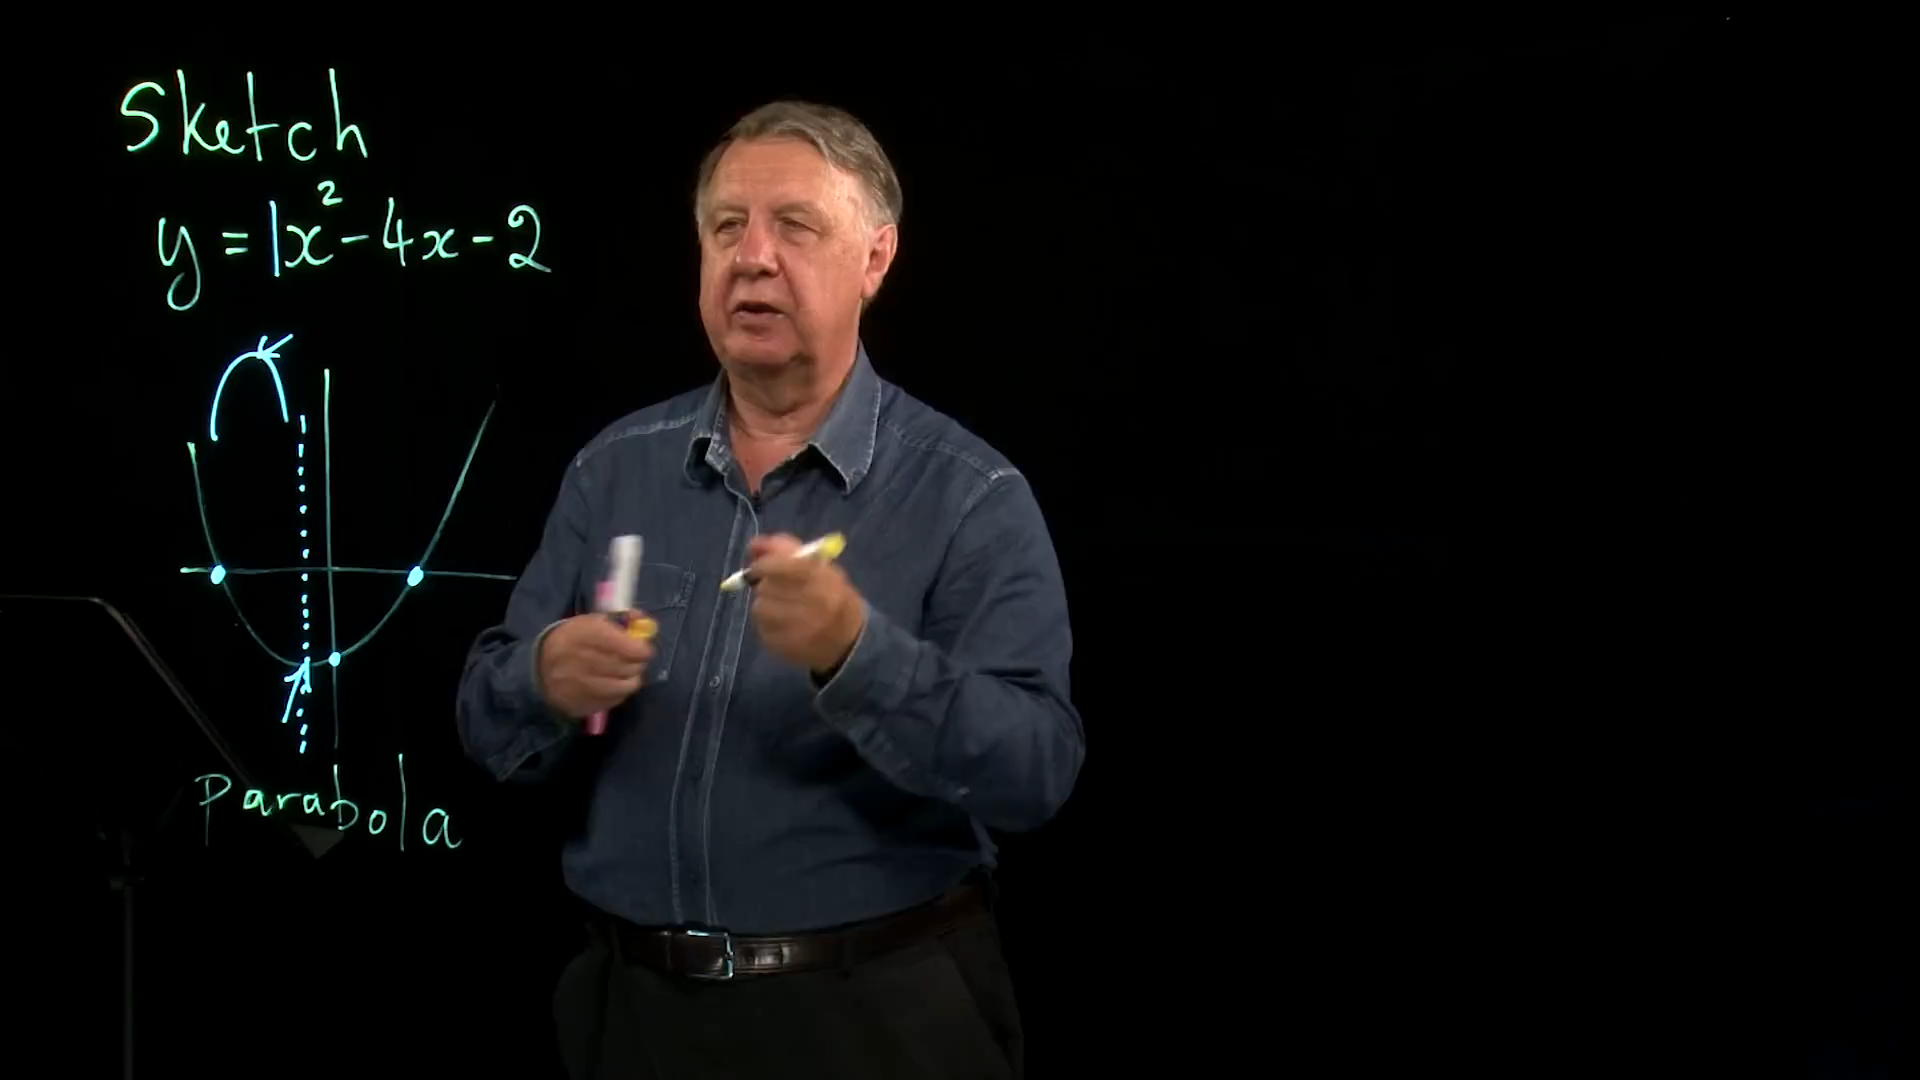 Sketch
y = 1x² - 4x - 2
Parabola